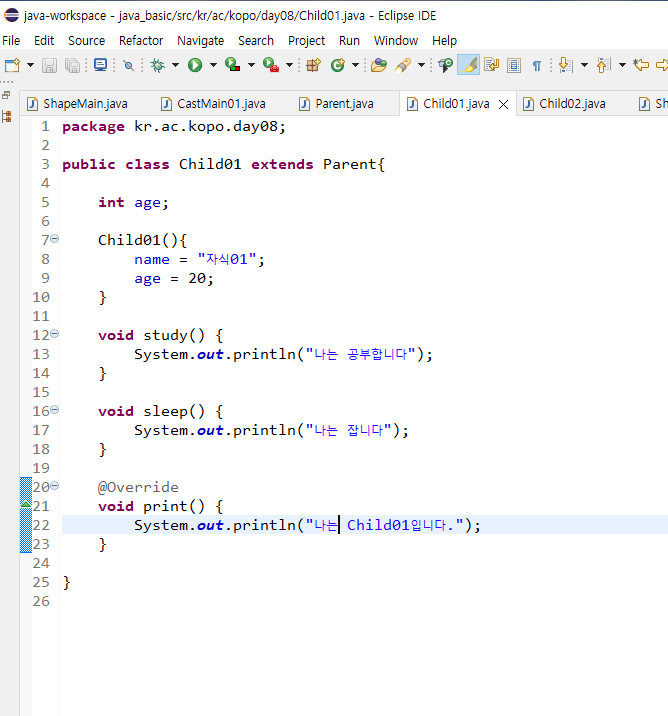 java-workspace - java_basic/src/kr/ac/kopo/day08/Child01.java - Eclipse IDE
File Edit Source Refactor Navigate Search Project Run Window Help
ShapeMain.java CastMain01.java Parent.java Child01.java Child02.java Sh
1 package kr.ac.kopo.day08;
2
3 public class Child01 extends Parent{
4
5 int age;
6
7 Child01(){
8 name = "자식01";
9 age = 20;
10 }
11
12 void study() {
13 System.out.println("나는 공부합니다");
14 }
15
16 void sleep() {
17 System.out.println("나는 잡니다");
18 }
19
20 @Override
21 void print() {
22 System.out.println("나는 Child01입니다.");
23 }
24
25 }
26